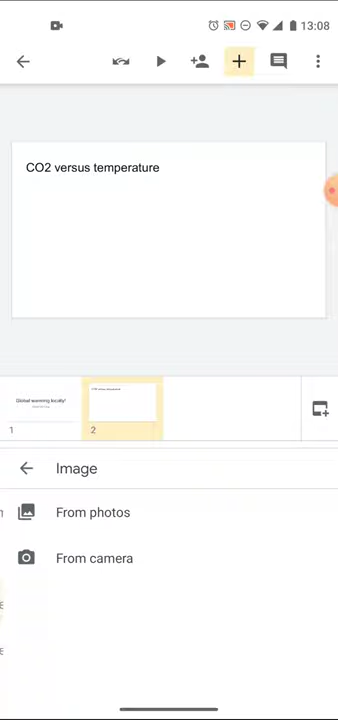 13:08
CO2 versus temperature
Global warming locally!
1
2
Image
From photos
From camera